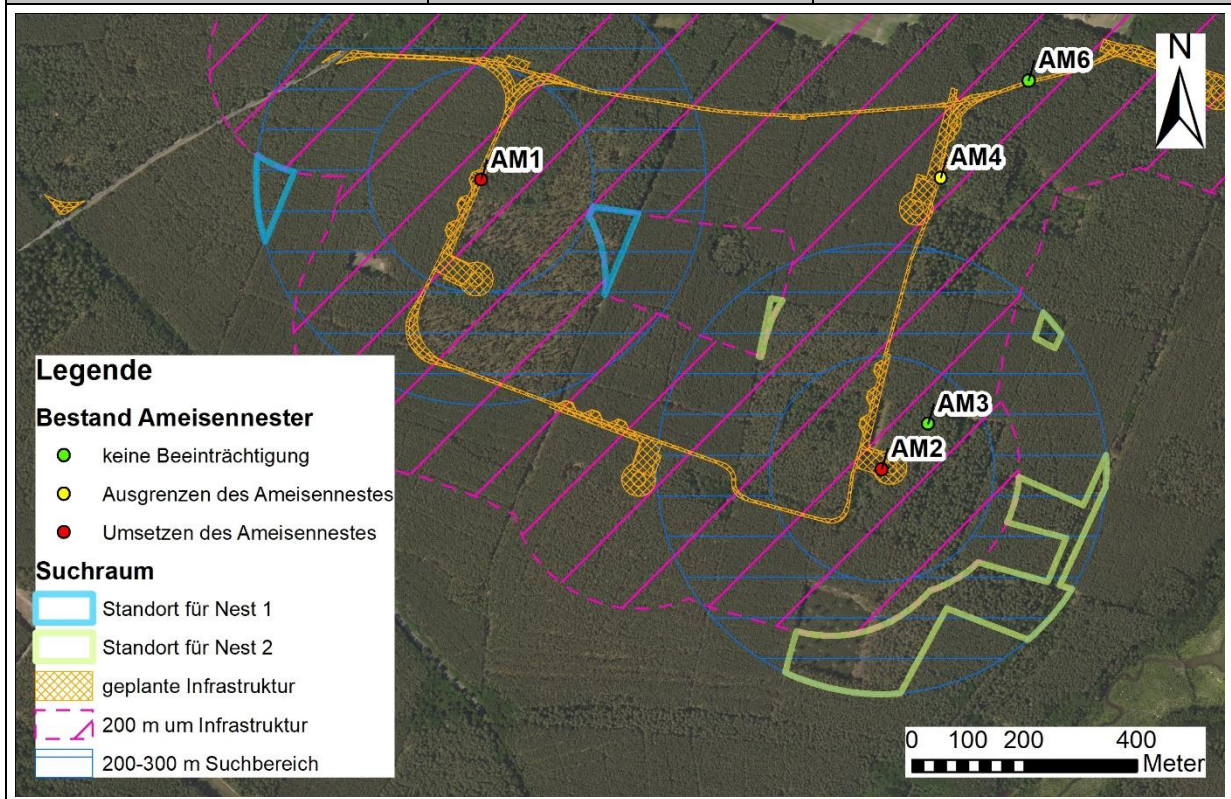 N
AM6
AM1
AM4
AM3
AM2
Legende
Bestand Ameisennester
keine Beeinträchtigung
Ausgrenzen des Ameisennestes
Umsetzen des Ameisennestes
Suchraum
Standort für Nest 1
Standort für Nest 2
geplante Infrastruktur
200 m um Infrastruktur
200-300 m Suchbereich
0 100 200 400
Meter